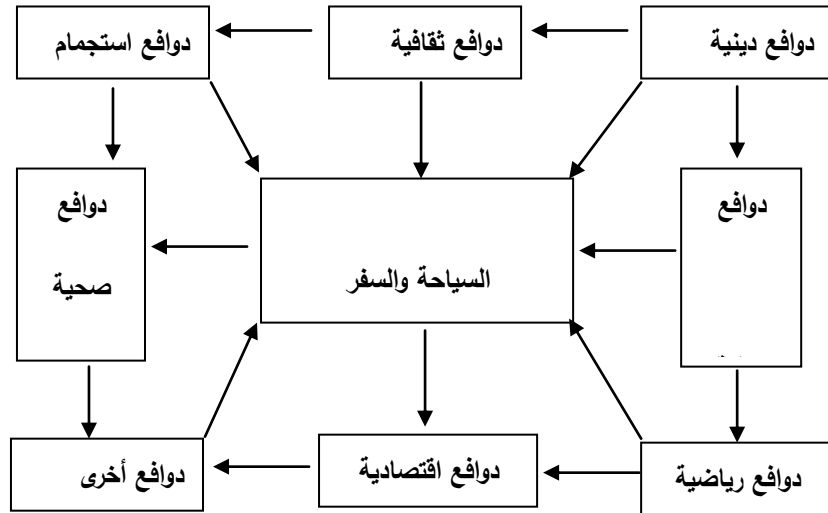 دوافع دينية
دوافع ثقافية
دوافع استجمام
دوافع
دوافع
صحية
السياحة والسفر
دوافع رياضية
دوافع اقتصادية
دوافع أخرى